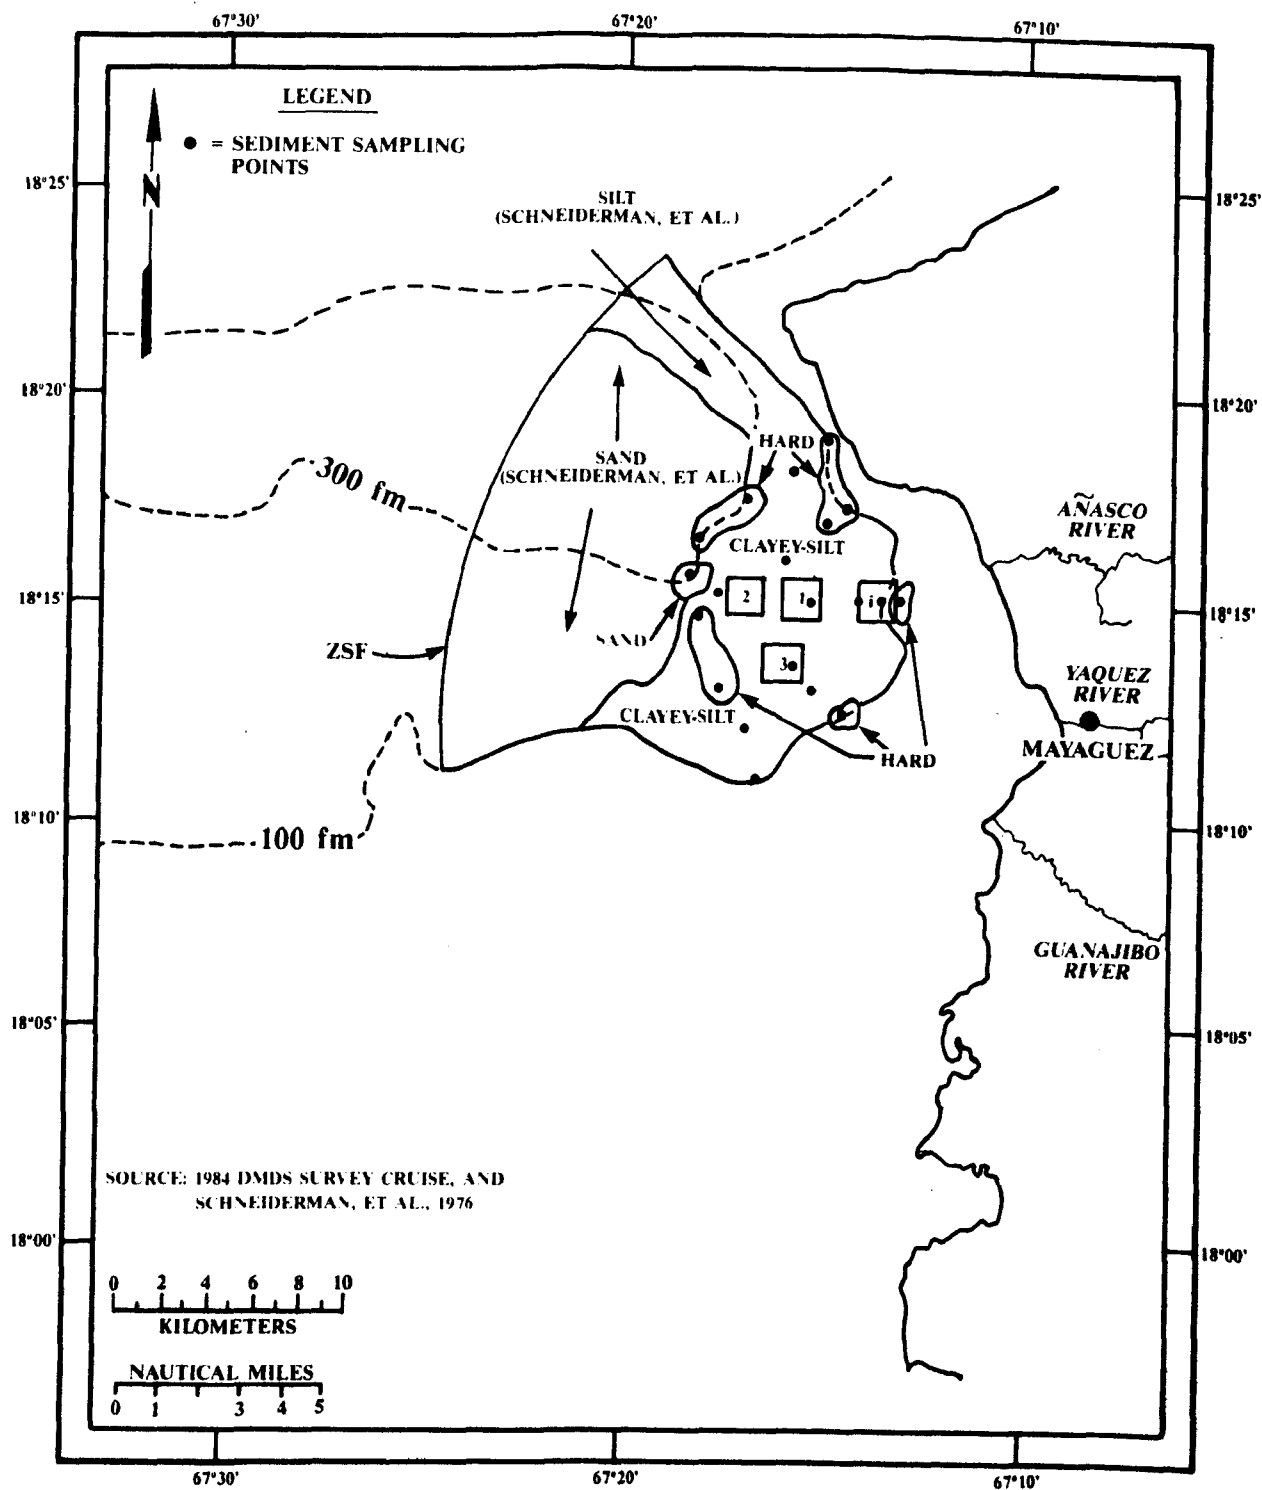 67°30'
67°20'
67°10'
LEGEND
● = SEDIMENT SAMPLING
POINTS
N
18°25'
18°25'
SILT
(SCHNEIDERMAN, ET AL.)
18°20'
18°20'
HARD
SAND
(SCHNEIDERMAN, ET AL.)
300 fm
AÑASCO
RIVER
CLAYEY-SILT
18°15'
2
1
i
18°15'
SAND
ZSF
3
YAQUEZ
RIVER
CLAYEY-SILT
MAYAGUEZ
HARD
18°10'
100 fm
18°10'
GUANAJIBO
RIVER
18°05'
18°05'
SOURCE: 1984 DMDS SURVEY CRUISE, AND
SCHNEIDERMAN, ET AL., 1976
18°00'
18°00'
0 2 4 6 8 10
KILOMETERS
NAUTICAL MILES
0 1 3 4 5
67°30'
67°20'
67°10'